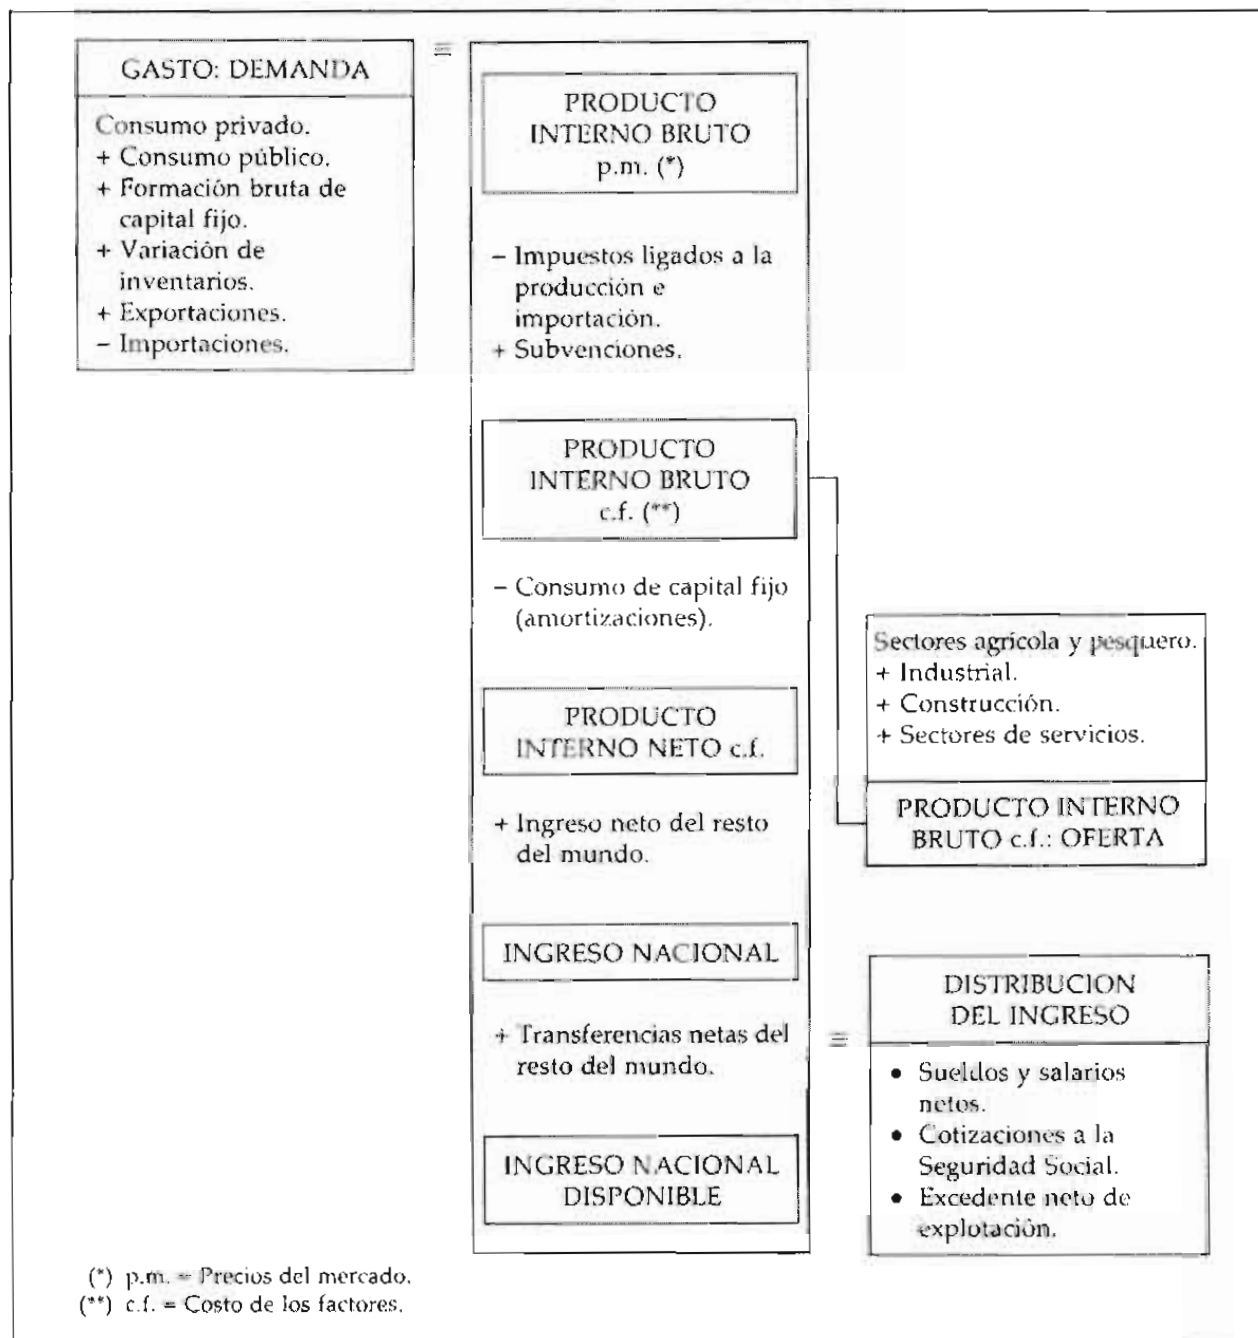 GASTO: DEMANDA
Consumo privado.
+ Consumo público.
+ Formación bruta de
capital fijo.
+ Variación de
inventarios.
+ Exportaciones.
− Importaciones.
≡
PRODUCTO
INTERNO BRUTO
p.m. (*)
− Impuestos ligados a la
producción e
importación.
+ Subvenciones.
PRODUCTO
INTERNO BRUTO
c.f. (**)
− Consumo de capital fijo
(amortizaciones).
PRODUCTO
INTERNO NETO c.f.
+ Ingreso neto del resto
del mundo.
INGRESO NACIONAL
+ Transferencias netas del
resto del mundo.
INGRESO NACIONAL
DISPONIBLE
Sectores agrícola y pesquero.
+ Industrial.
+ Construcción.
+ Sectores de servicios.
PRODUCTO INTERNO
BRUTO c.f.: OFERTA
≡
DISTRIBUCION
DEL INGRESO
• Sueldos y salarios
netos.
• Cotizaciones a la
Seguridad Social.
• Excedente neto de
explotación.
(*) p.m. = Precios del mercado.
(**) c.f. = Costo de los factores.